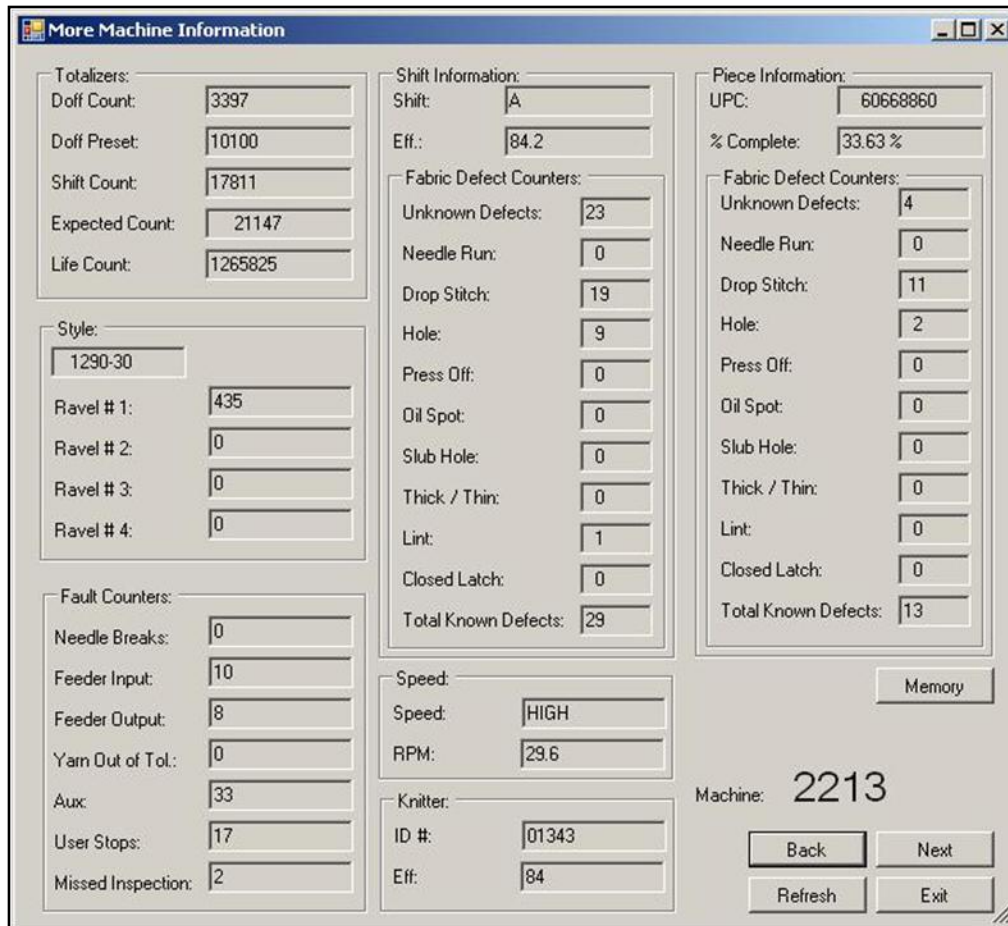 More Machine Information
Totalizers:
Doff Count: 3397
Doff Preset: 10100
Shift Count: 17811
Expected Count: 21147
Life Count: 1265825
Style:
1290-30
Ravel # 1: 435
Ravel # 2: 0
Ravel # 3: 0
Ravel # 4: 0
Fault Counters:
Needle Breaks: 0
Feeder Input: 10
Feeder Output: 8
Yarn Out of Tol.: 0
Aux: 33
User Stops: 17
Missed Inspection: 2
Shift Information:
Shift: A
Eff.: 84.2
Fabric Defect Counters:
Unknown Defects: 23
Needle Run: 0
Drop Stitch: 19
Hole: 9
Press Off: 0
Oil Spot: 0
Slub Hole: 0
Thick / Thin: 0
Lint: 1
Closed Latch: 0
Total Known Defects: 29
Speed:
Speed: HIGH
RPM: 29.6
Knitter:
ID #: 01343
Eff: 84
Piece Information:
UPC: 60668860
% Complete: 33.63 %
Fabric Defect Counters:
Unknown Defects: 4
Needle Run: 0
Drop Stitch: 11
Hole: 2
Press Off: 0
Oil Spot: 0
Slub Hole: 0
Thick / Thin: 0
Lint: 0
Closed Latch: 0
Total Known Defects: 13
Memory
Machine: 2213
Back Next
Refresh Exit